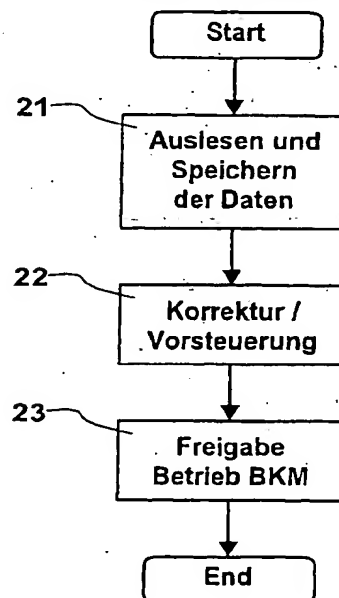 Start
21
Auslesen und
Speichern
der Daten
22
Korrektur /
Vorsteuerung
23
Freigabe
Betrieb BKM
End